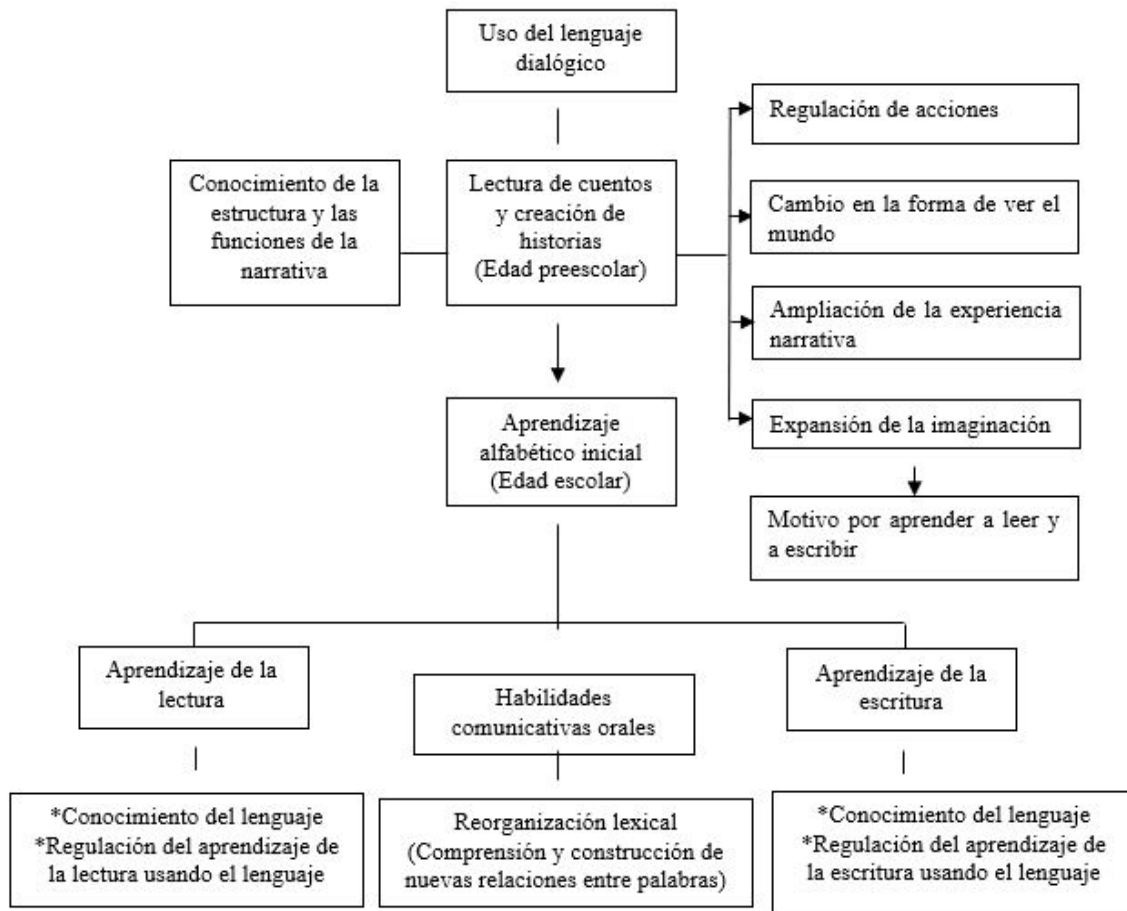 Uso del lenguaje
dialógico
Regulación de acciones
Conocimiento de la
estructura y las
funciones de la
narrativa
Lectura de cuentos
y creación de
historias
(Edad preescolar)
Cambio en la forma de ver el
mundo
Ampliación de la experiencia
narrativa
Aprendizaje
alfabético inicial
(Edad escolar)
Expansión de la imaginación
Motivo por aprender a leer y
a escribir
Aprendizaje de la
lectura
Habilidades
comunicativas orales
Aprendizaje de la
escritura
*Conocimiento del lenguaje
*Regulación del aprendizaje de
la lectura usando el lenguaje
Reorganización lexical
(Comprensión y construcción de
nuevas relaciones entre palabras)
*Conocimiento del lenguaje
*Regulación del aprendizaje de
la escritura usando el lenguaje